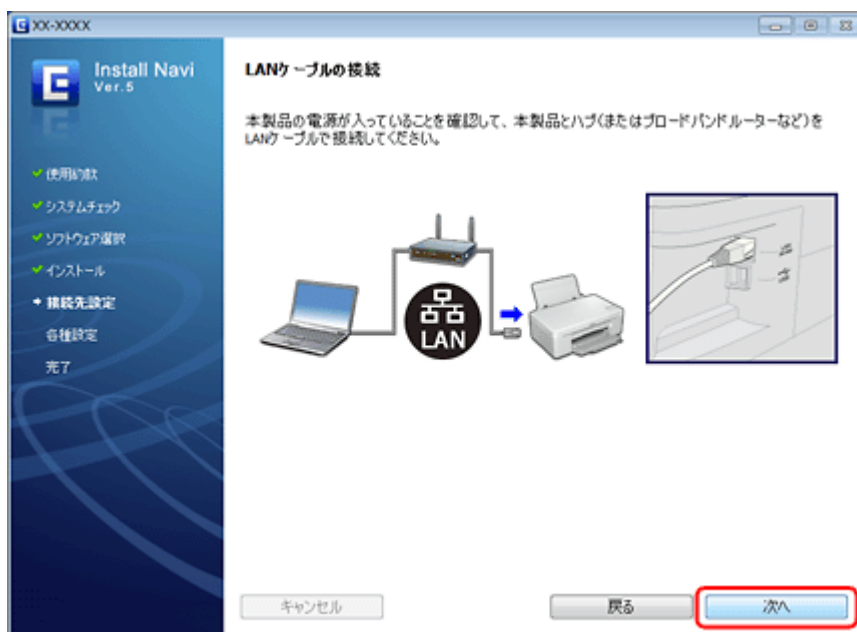 XX-XXXX
Install Navi
Ver.5
使用約款
システムチェック
ソフトウェア選択
インストール
接続先設定
各種設定
完了
LANケーブルの接続
本製品の電源が入っていることを確認して、本製品とハブ(またはブロードバンドルーターなど)を
LANケーブルで接続してください。
LAN
キャンセル
戻る
次へ